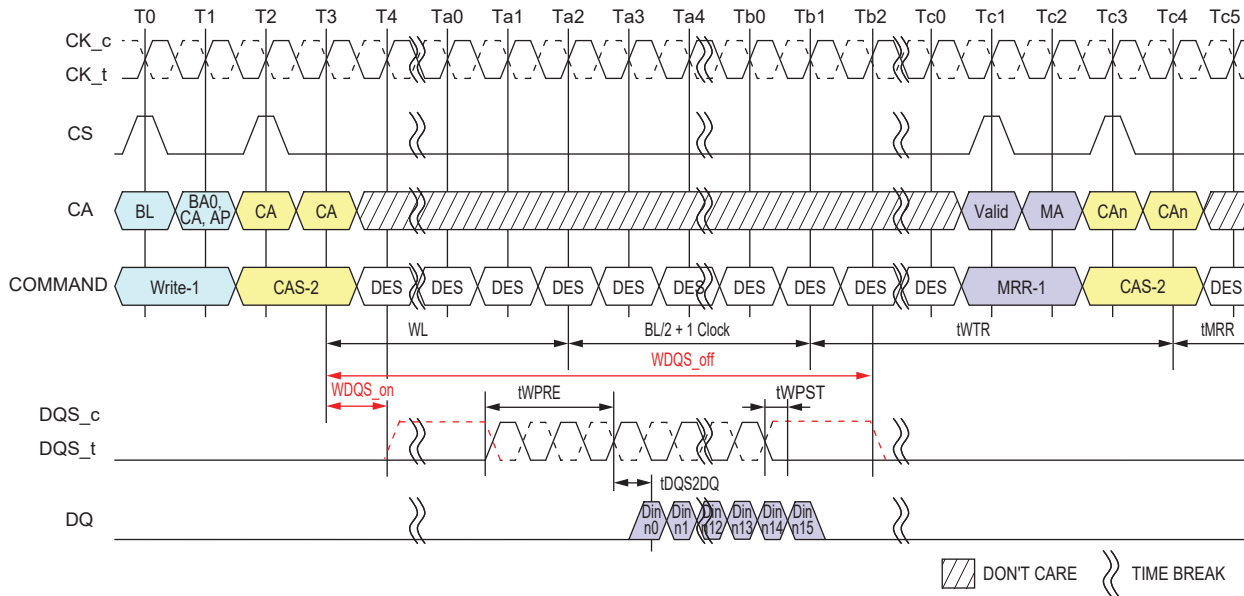 T0 T1 T2 T3 T4 Ta0 Ta1 Ta2 Ta3 Ta4 Tb0 Tb1 Tb2 Tc0 Tc1 Tc2 Tc3 Tc4 Tc5
CK_c
CK_t
CS
CA BL BA0, CA, AP CA CA Valid MA CAn CAn
COMMAND Write-1 CAS-2 DES DES DES DES DES DES DES DES DES DES MRR-1 CAS-2 DES
WL BL/2 + 1 Clock tWTR tMRR
WDQS_off
WDQS_on tWPRE tWPST
DQS_c
DQS_t
tDQS2DQ
DQ Din n0 Din n1 Din n12 Din n13 Din n14 Din n15
DON'T CARE TIME BREAK